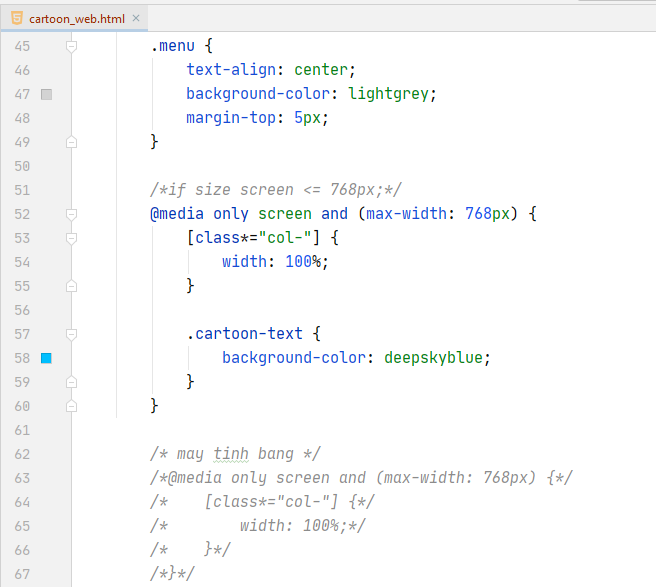 cartoon_web.html ×
45 .menu {
46 text-align: center;
47 background-color: lightgrey;
48 margin-top: 5px;
49 }
50
51 /*if size screen <= 768px;*/
52 @media only screen and (max-width: 768px) {
53 [class*="col-"] {
54 width: 100%;
55 }
56
57 .cartoon-text {
58 background-color: deepskyblue;
59 }
60 }
61
62 /* may tinh bang */
63 /*@media only screen and (max-width: 768px) {*/
64 /* [class*="col-"] {*/
65 /* width: 100%;*/
66 /* }*/
67 /*}*/